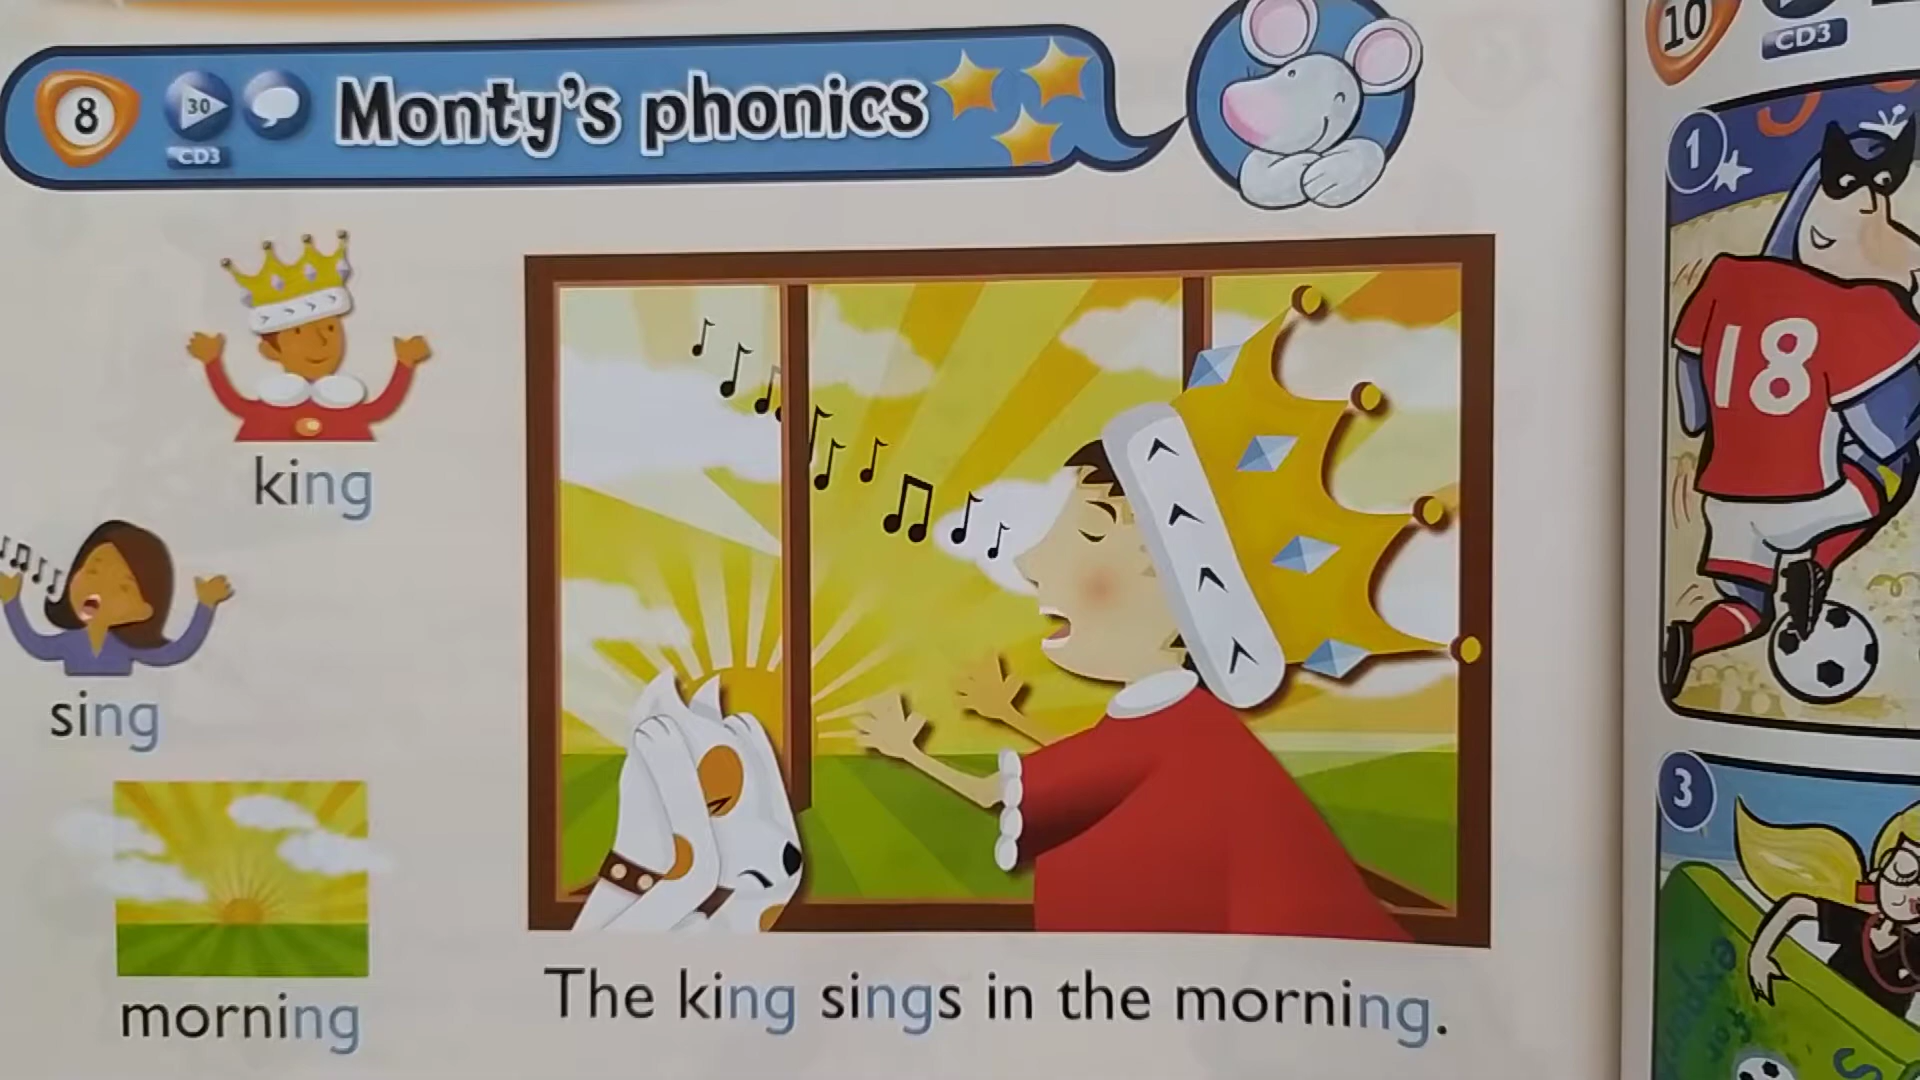 8
30
CD3
Monty's phonics
king
sing
morning
The king sings in the morning.
10
CD3
1
18
3